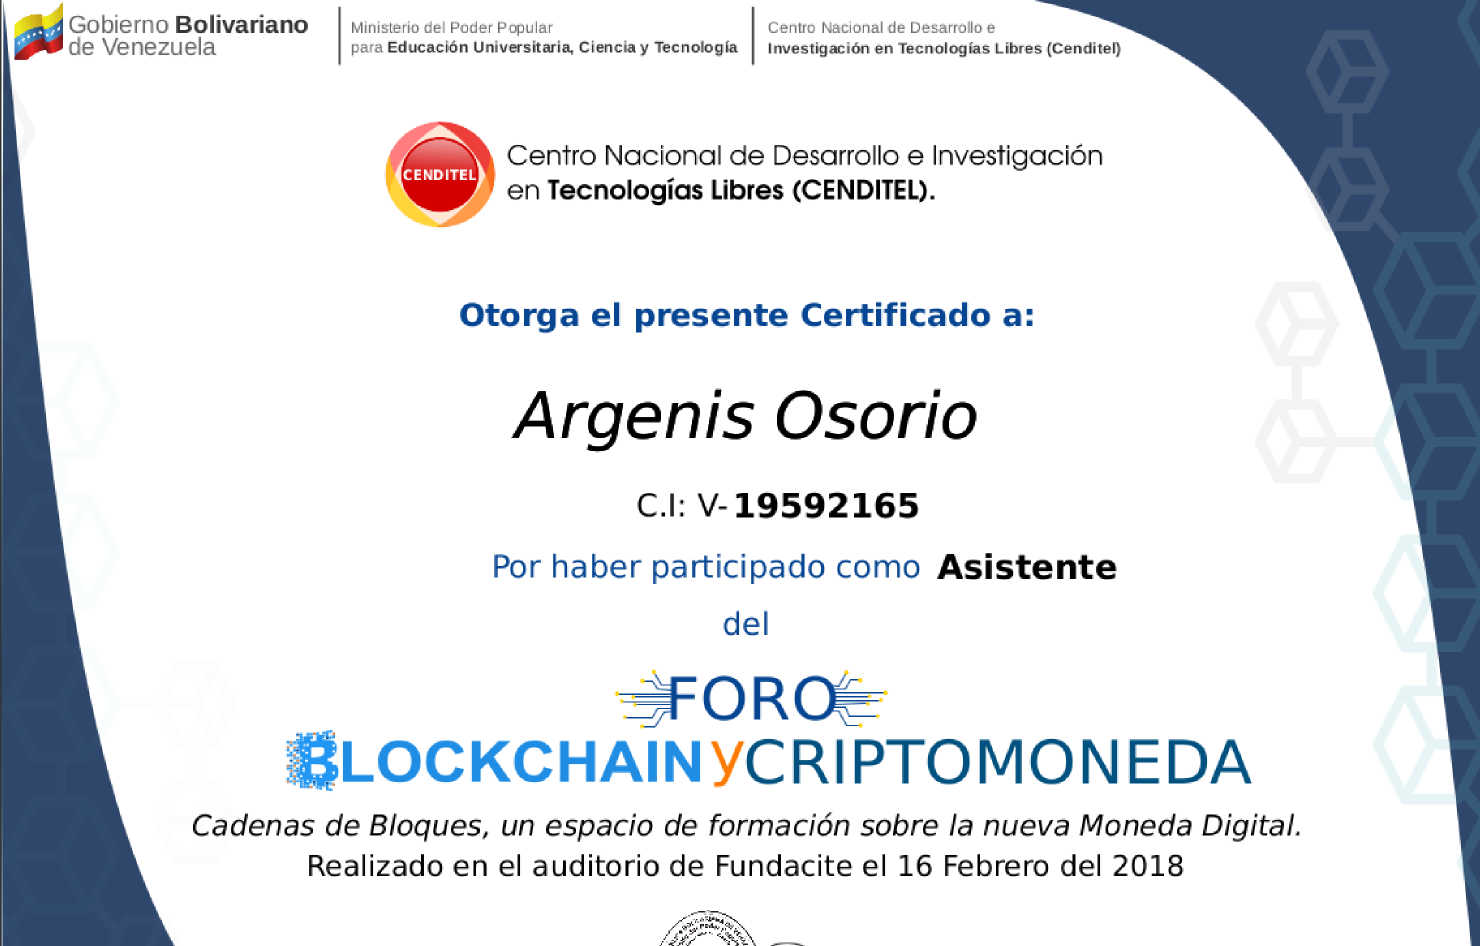 Gobierno Bolivariano
de Venezuela
Ministerio del Poder Popular
para Educación Universitaria, Ciencia y Tecnología
Centro Nacional de Desarrollo e
Investigación en Tecnologías Libres (Cenditel)
CENDITEL
Centro Nacional de Desarrollo e Investigación
en Tecnologías Libres (CENDITEL).
Otorga el presente Certificado a:
Argenis Osorio
C.I: V-19592165
Por haber participado como Asistente
del
FORO
BLOCKCHAIN y CRIPTOMONEDA
Cadenas de Bloques, un espacio de formación sobre la nueva Moneda Digital.
Realizado en el auditorio de Fundacite el 16 Febrero del 2018